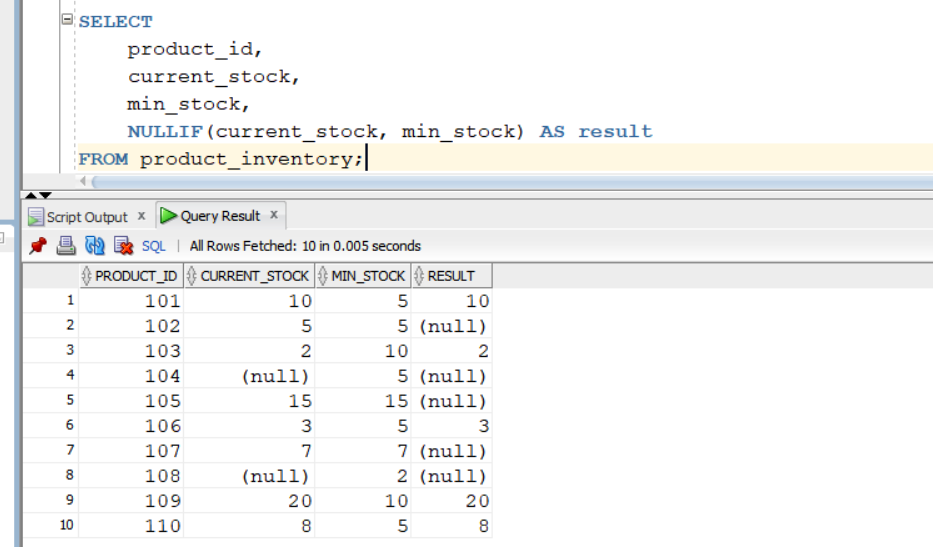 SELECT
product_id,
current_stock,
min_stock,
NULLIF(current_stock, min_stock) AS result
FROM product_inventory;
Script Output x Query Result x
SQL | All Rows Fetched: 10 in 0.005 seconds
PRODUCT_ID CURRENT_STOCK MIN_STOCK RESULT
1 101 10 5 10
2 102 5 5 (null)
3 103 2 10 2
4 104 (null) 5 (null)
5 105 15 15 (null)
6 106 3 5 3
7 107 7 7 (null)
8 108 (null) 2 (null)
9 109 20 10 20
10 110 8 5 8